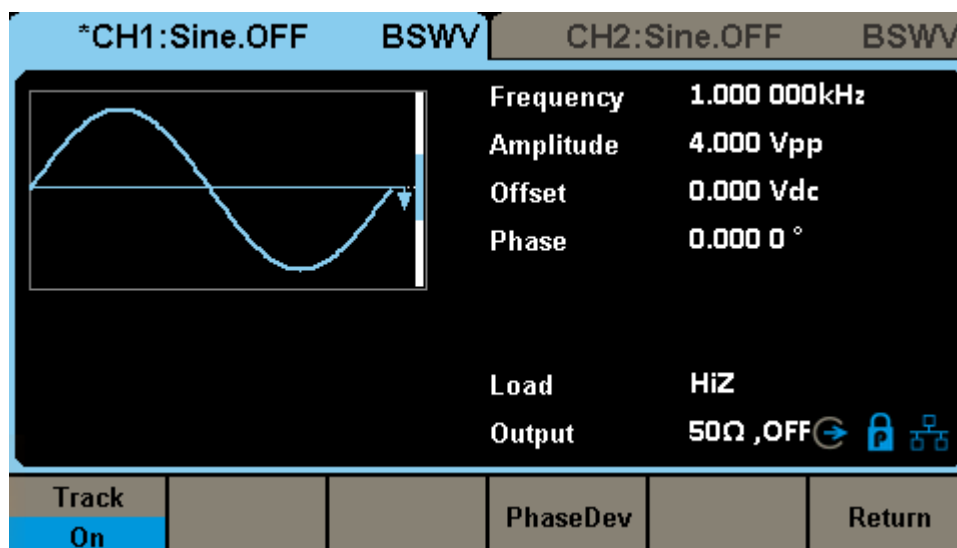 *CH1:Sine.OFF BSWV CH2:Sine.OFF BSWV
Frequency 1.000 000kHz
Amplitude 4.000 Vpp
Offset 0.000 Vdc
Phase 0.000 0 °
Load HiZ
Output 50Ω ,OFF P
Track PhaseDev Return
On